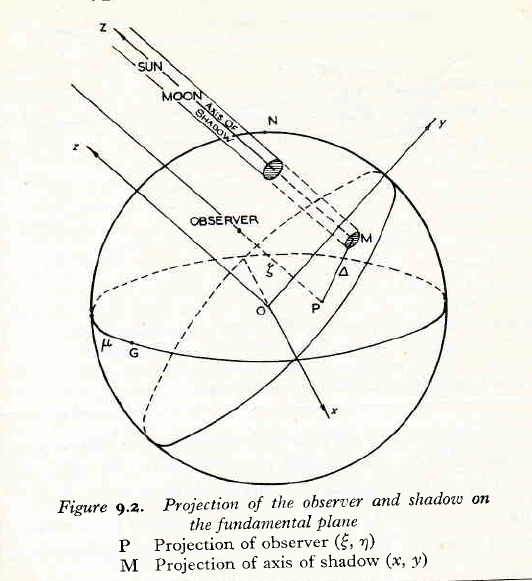 z
SUN
MOON
AXIS OF
SHADOW
N
y
z
OBSERVER
M
ζ
Δ
O
P
μ
G
x
Figure 9.2. Projection of the observer and shadow on
the fundamental plane
P Projection of observer (ξ, η)
M Projection of axis of shadow (x, y)